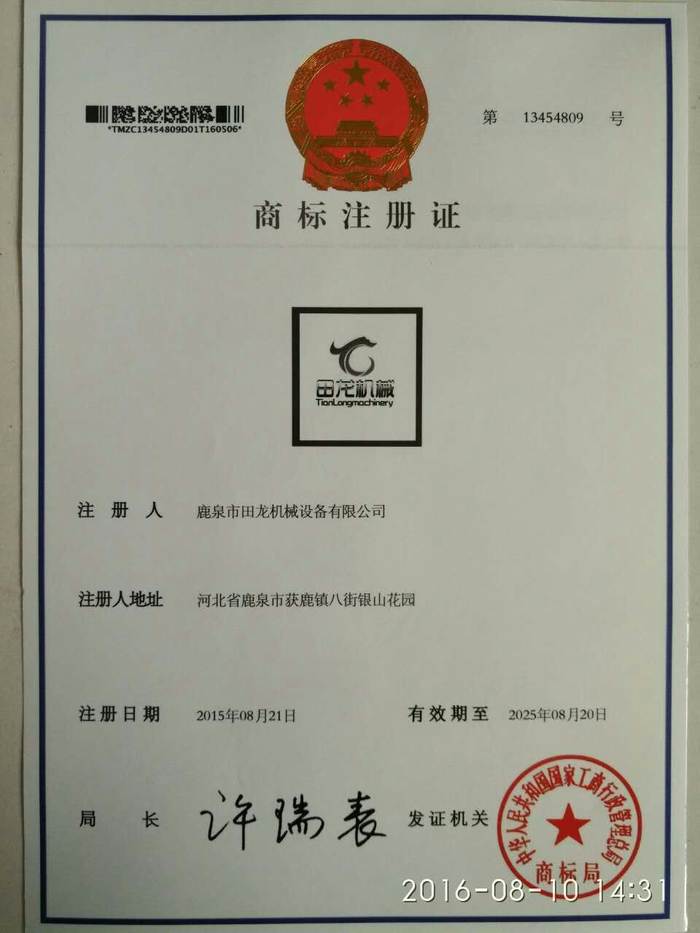 第 13454809 号
*TMZC13454809D01T160506*
商标注册证
田龙机械
TianLongmachinery
注册人 鹿泉市田龙机械设备有限公司
注册人地址 河北省鹿泉市获鹿镇八街银山花园
注册日期 2015年08月21日 有效期至 2025年08月20日
局长 许瑞表 发证机关
中华人民共和国国家工商行政管理总局
商标局
2016-08-10 14:31